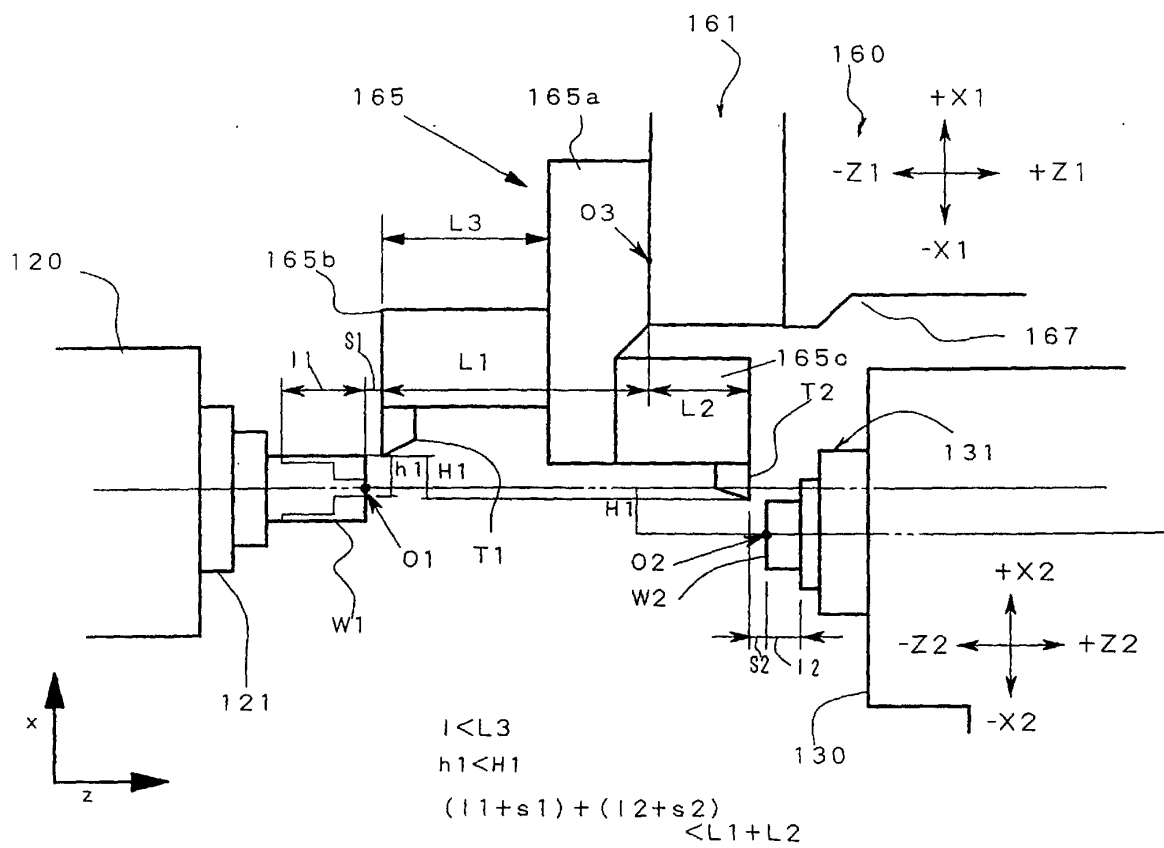 161
160
165
165a
+X1
-Z1
+Z1
-X1
O3
L3
120
165b
167
S1
l1
L1
165c
L2
T2
131
h1
H1
H1
O1
T1
O2
W2
W1
+X2
-Z2
+Z2
-X2
S2
l2
121
130
x
z
l<L3
h1<H1
(l1+s1)+(l2+s2)
<L1+L2